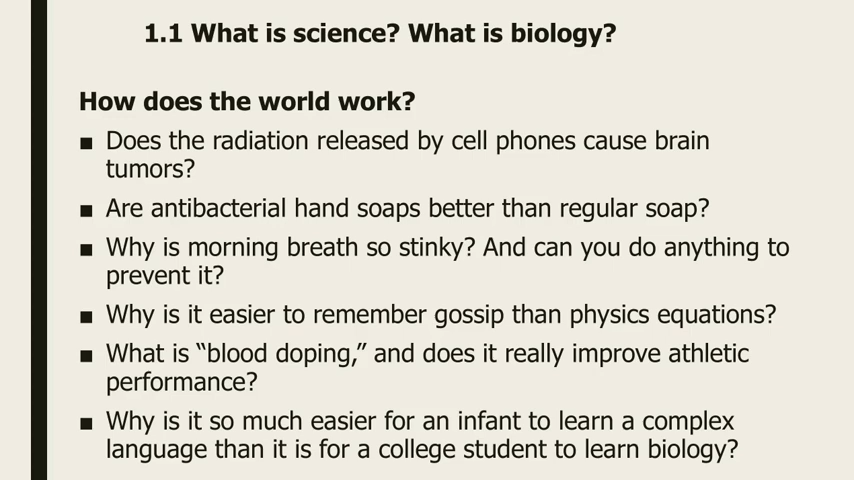 1.1 What is science? What is biology?
How does the world work?
■ Does the radiation released by cell phones cause brain
tumors?
■ Are antibacterial hand soaps better than regular soap?
■ Why is morning breath so stinky? And can you do anything to
prevent it?
■ Why is it easier to remember gossip than physics equations?
■ What is “blood doping,” and does it really improve athletic
performance?
■ Why is it so much easier for an infant to learn a complex
language than it is for a college student to learn biology?